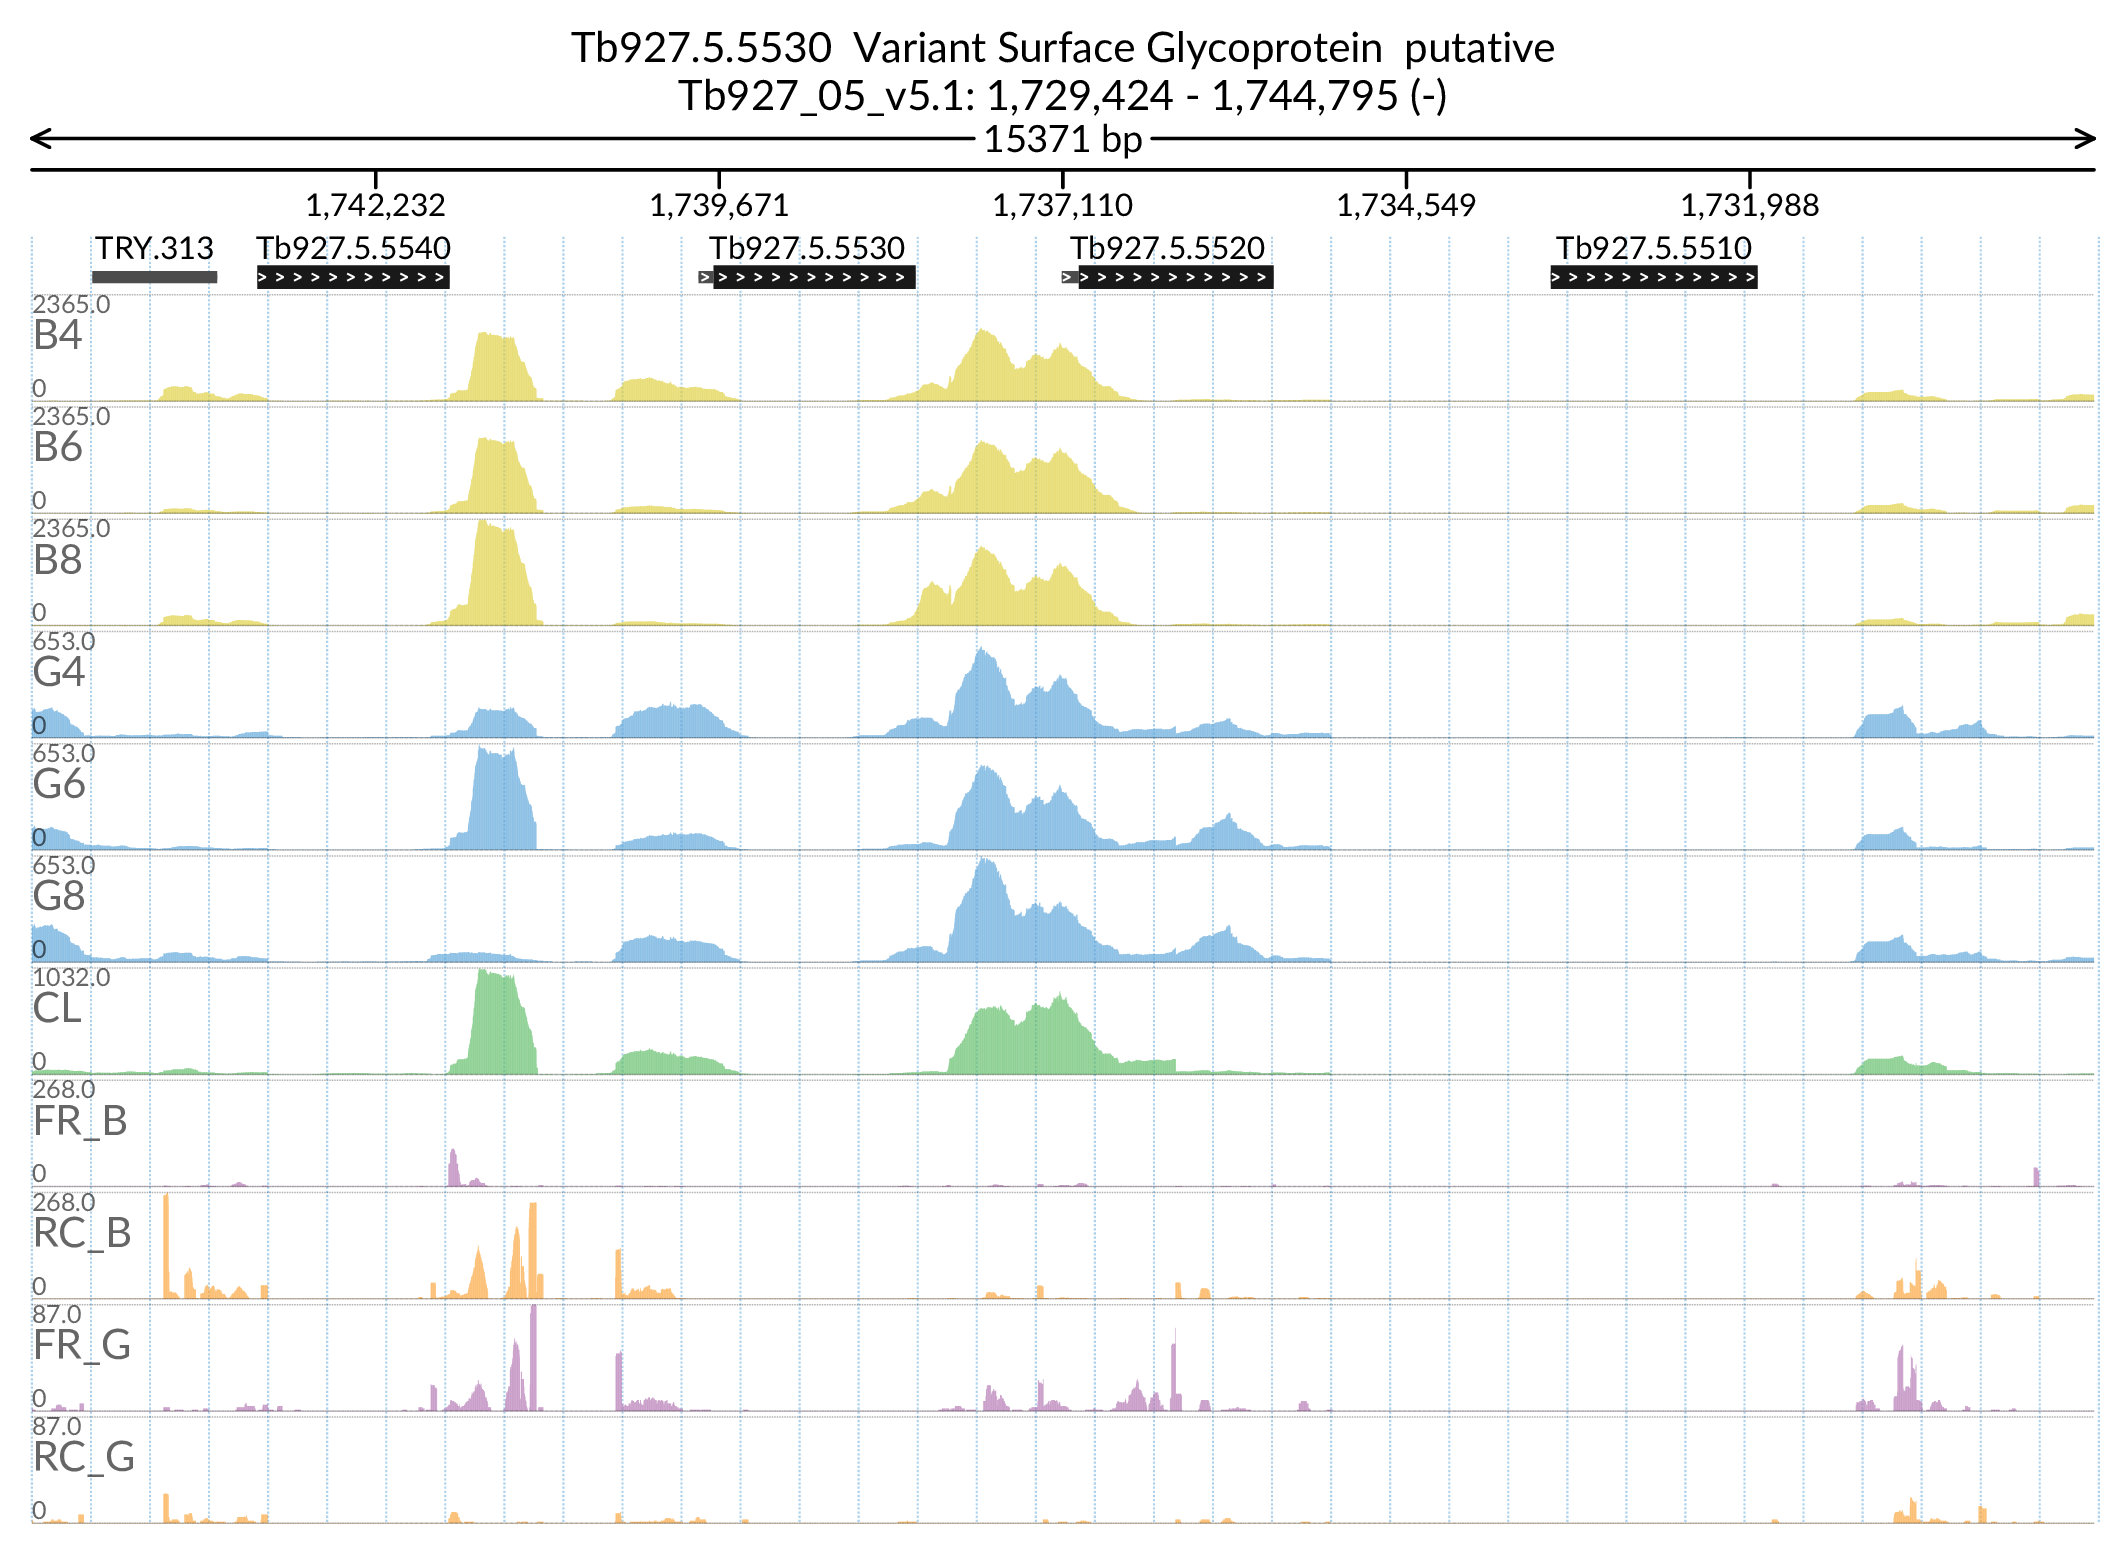 Tb927.5.5530 Variant Surface Glycoprotein putative
Tb927_05_v5.1: 1,729,424 - 1,744,795 (-)
15371 bp
1,742,232 1,739,671 1,737,110 1,734,549 1,731,988
TRY.313 Tb927.5.5540 Tb927.5.5530 Tb927.5.5520 Tb927.5.5510
2365.0
B4
0
2365.0
B6
0
2365.0
B8
0
653.0
G4
0
653.0
G6
0
653.0
G8
0
1032.0
CL
0
268.0
FR_B
0
268.0
RC_B
0
87.0
FR_G
0
87.0
RC_G
0